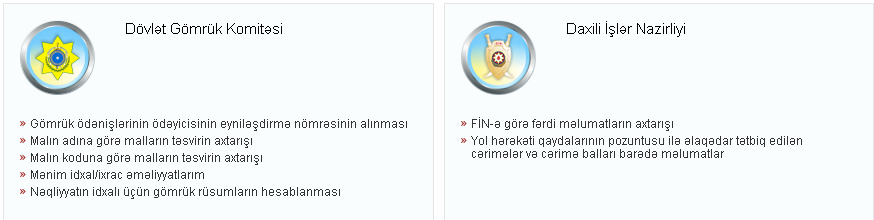 Dövlət Gömrük Komitəsi
» Gömrük ödənişlərinin ödəyicisinin eyniləşdirmə nömrəsinin alınması
» Malın adına görə malların təsvirin axtarışı
» Malın koduna görə malların təsvirin axtarışı
» Mənim idxal/ixrac əməliyyatlarım
» Nəqliyyatın idxalı üçün gömrük rüsumların hesablanması
Daxili İşlər Nazirliyi
» FİN-ə görə fərdi məlumatların axtarışı
» Yol hərəkəti qaydalarının pozuntusu ilə əlaqədar tətbiq edilən
cərimələr və cərimə balları barədə məlumatlar